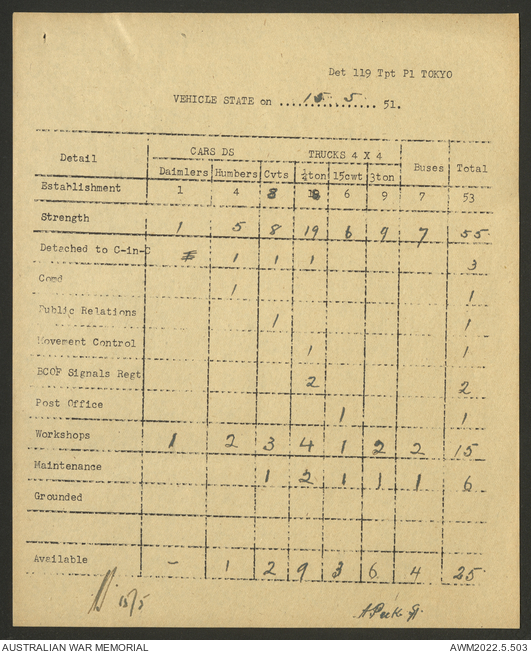 Det 119 Tpt Pl TOKYO
VEHICLE STATE on ...15...5...... 51.
Detail CARS DS TRUCKS 4 X 4 Buses Total
Daimlers Humbers Cvts ¼ton 15cwt 3ton
Establishment 1 4 8 18 6 9 7 53
Strength 1 5 8 19 6 9 7 55
Detached to C-in-C 1 1 1 3
Comd 1 1
Public Relations 1 1
Movement Control 1 1
BCOF Signals Regt 2 2
Post Office 1 1
Workshops 1 2 3 4 1 2 2 15
Maintenance 1 2 1 1 1 6
Grounded
Available - 1 2 9 3 6 4 25
15/5
AUSTRALIAN WAR MEMORIAL AWM2022.5.503